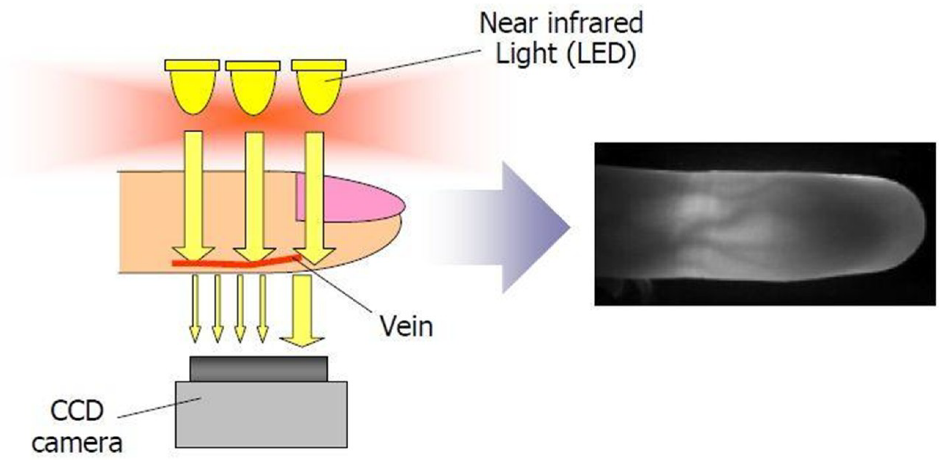 Near infrared
Light (LED)
Vein
CCD
camera